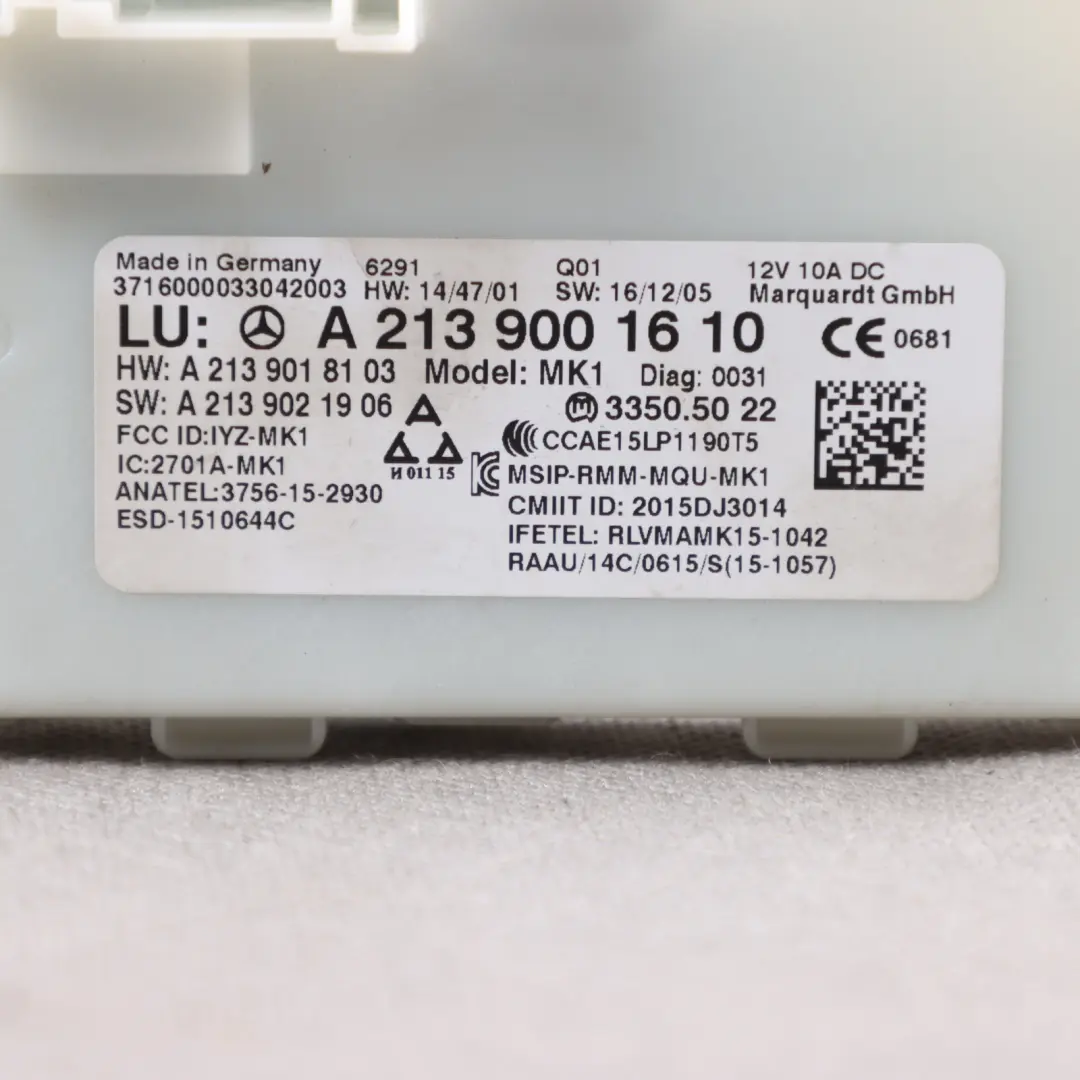 Made in Germany 6291 Q01 12V 10A DC
3716000033042003 HW: 14/47/01 SW: 16/12/05 Marquardt GmbH
LU: A 213 900 16 10 CE 0681
HW: A 213 901 81 03 Model: MK1 Diag: 0031
SW: A 213 902 19 06 3350.50 22
FCC ID:IYZ-MK1 CCAE15LP1190T5
IC:2701A-MK1 И 011 15 MSIP-RMM-MQU-MK1
ANATEL:3756-15-2930 CMIIT ID: 2015DJ3014
ESD-1510644C IFETEL: RLVMAMK15-1042
RAAU/14C/0615/S(15-1057)